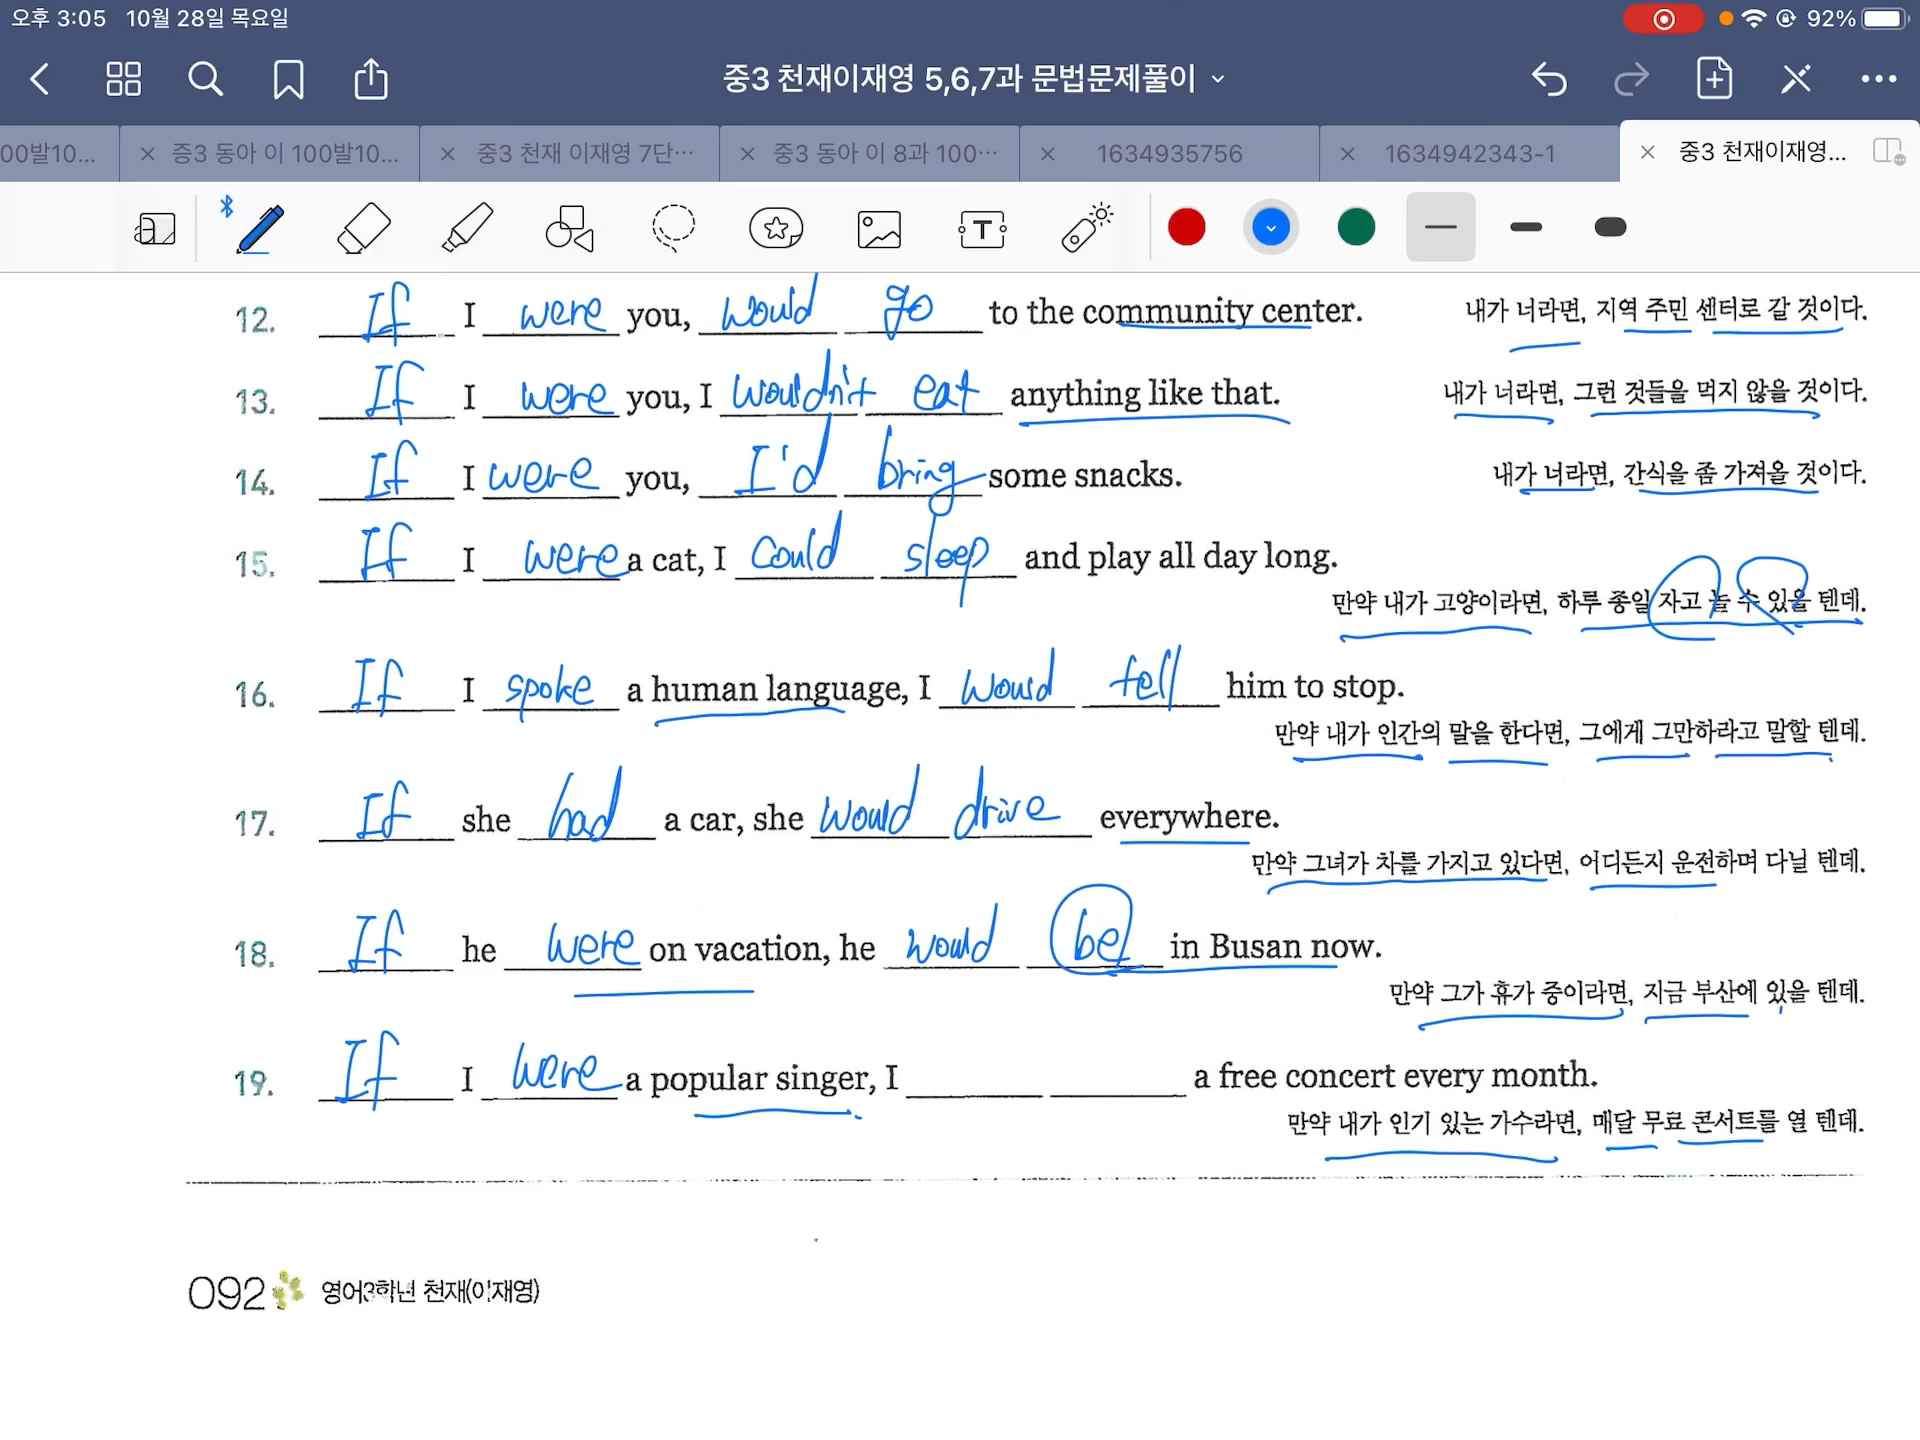 오후 3:05 10월 28일 목요일 92%
중3 천재이재영 5,6,7과 문법문제풀이
00발10... × 증3 동아 이 100발10... × 중3 천재 이재영 7단... × 중3 동아 이 8과 100... × 1634935756 × 1634942343-1 × 중3 천재이재영...
12. If I were you, would go to the community center. 내가 너라면, 지역 주민 센터로 갈 것이다.
13. If I were you, I wouldn't eat anything like that. 내가 너라면, 그런 것들을 먹지 않을 것이다.
14. If I were you, I'd bring some snacks. 내가 너라면, 간식을 좀 가져올 것이다.
15. If I were a cat, I could sleep and play all day long.
만약 내가 고양이라면, 하루 종일 자고 놀 수 있을 텐데.
16. If I spoke a human language, I would tell him to stop.
만약 내가 인간의 말을 한다면, 그에게 그만하라고 말할 텐데.
17. If she had a car, she would drive everywhere.
만약 그녀가 차를 가지고 있다면, 어디든지 운전하며 다닐 텐데.
18. If he were on vacation, he would be in Busan now.
만약 그가 휴가 중이라면, 지금 부산에 있을 텐데.
19. If I were a popular singer, I a free concert every month.
만약 내가 인기 있는 가수라면, 매달 무료 콘서트를 열 텐데.
092 영어3학년 천재(이재영)